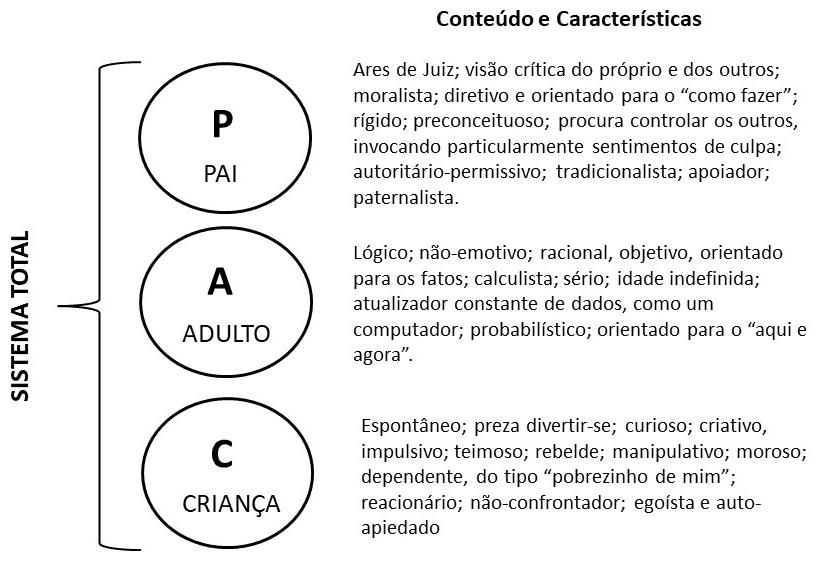 Conteúdo e Características
SISTEMA TOTAL
P
PAI
Ares de Juiz; visão crítica do próprio e dos outros;
moralista; diretivo e orientado para o “como fazer”;
rígido; preconceituoso; procura controlar os outros,
invocando particularmente sentimentos de culpa;
autoritário-permissivo; tradicionalista; apoiador;
paternalista.
A
ADULTO
Lógico; não-emotivo; racional, objetivo, orientado
para os fatos; calculista; sério; idade indefinida;
atualizador constante de dados, como um
computador; probabilístico; orientado para o “aqui e
agora”.
C
CRIANÇA
Espontâneo; preza divertir-se; curioso; criativo,
impulsivo; teimoso; rebelde; manipulativo; moroso;
dependente, do tipo “pobrezinho de mim”;
reacionário; não-confrontador; egoísta e auto-
apiedado